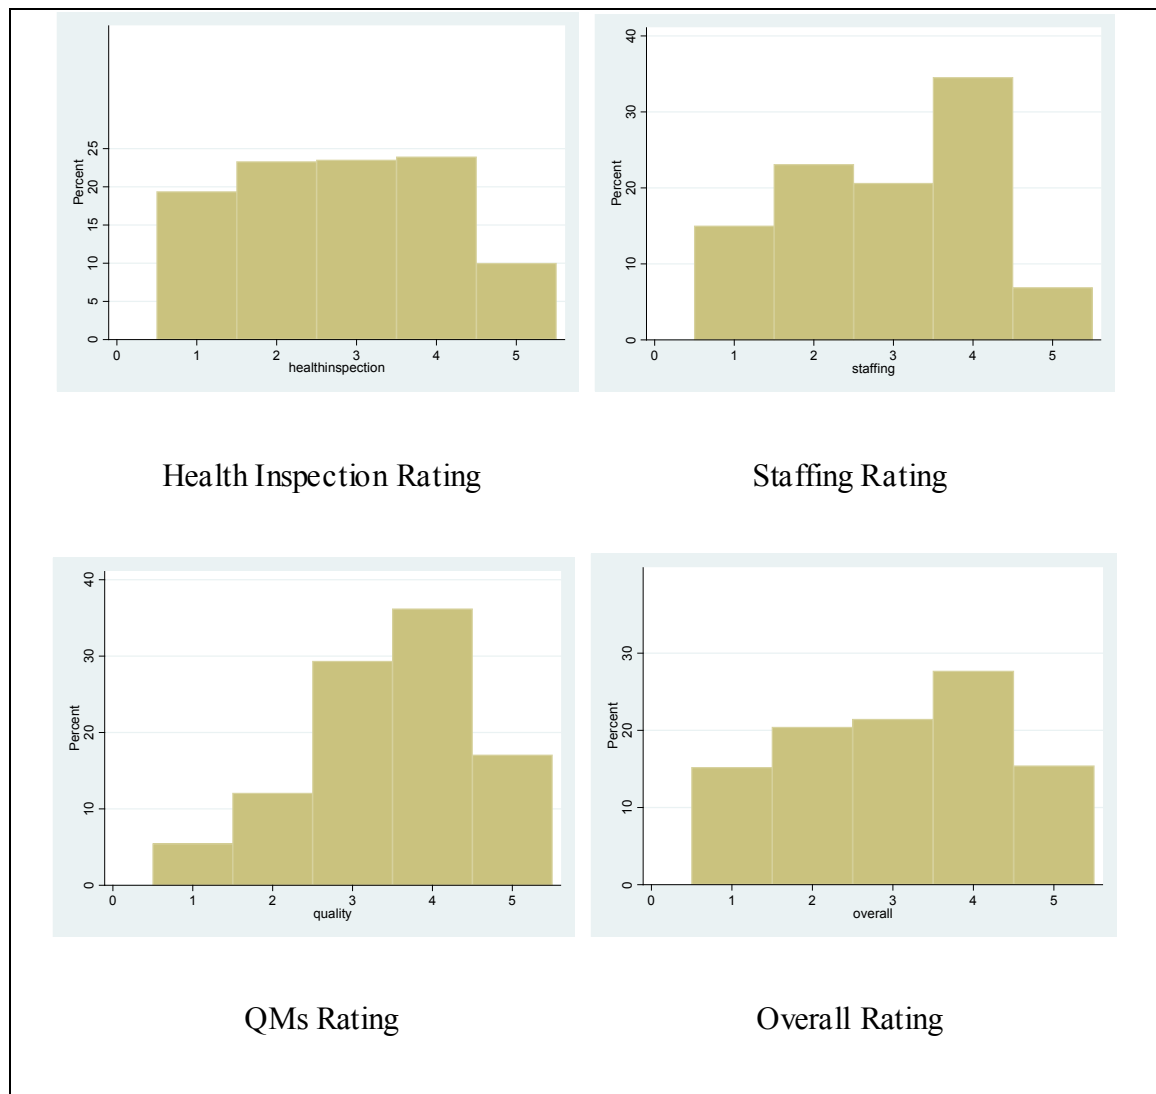 25
20
15
10
5
0
Percent
0 1 2 3 4 5
healthinspection
40
30
20
10
0
Percent
0 1 2 3 4 5
staffing
Health Inspection Rating
Staffing Rating
40
30
20
10
0
Percent
0 1 2 3 4 5
quality
30
20
10
0
Percent
0 1 2 3 4 5
overall
QMs Rating
Overall Rating